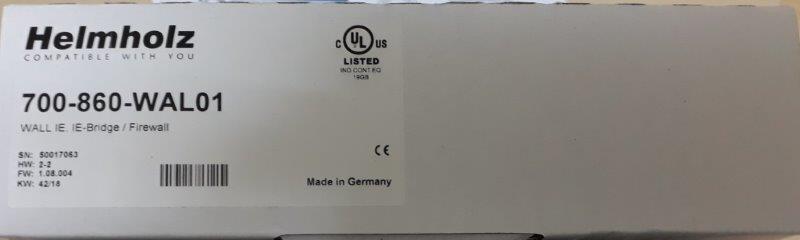 Helmholz
COMPATIBLE WITH YOU
C UL US
LISTED
IND.CONT.EQ
19GB
700-860-WAL01
WALL IE, IE-Bridge / Firewall
SN: 50017063
HW: 2-2
FW: 1.08.004
KW: 42/18
CE
Made in Germany